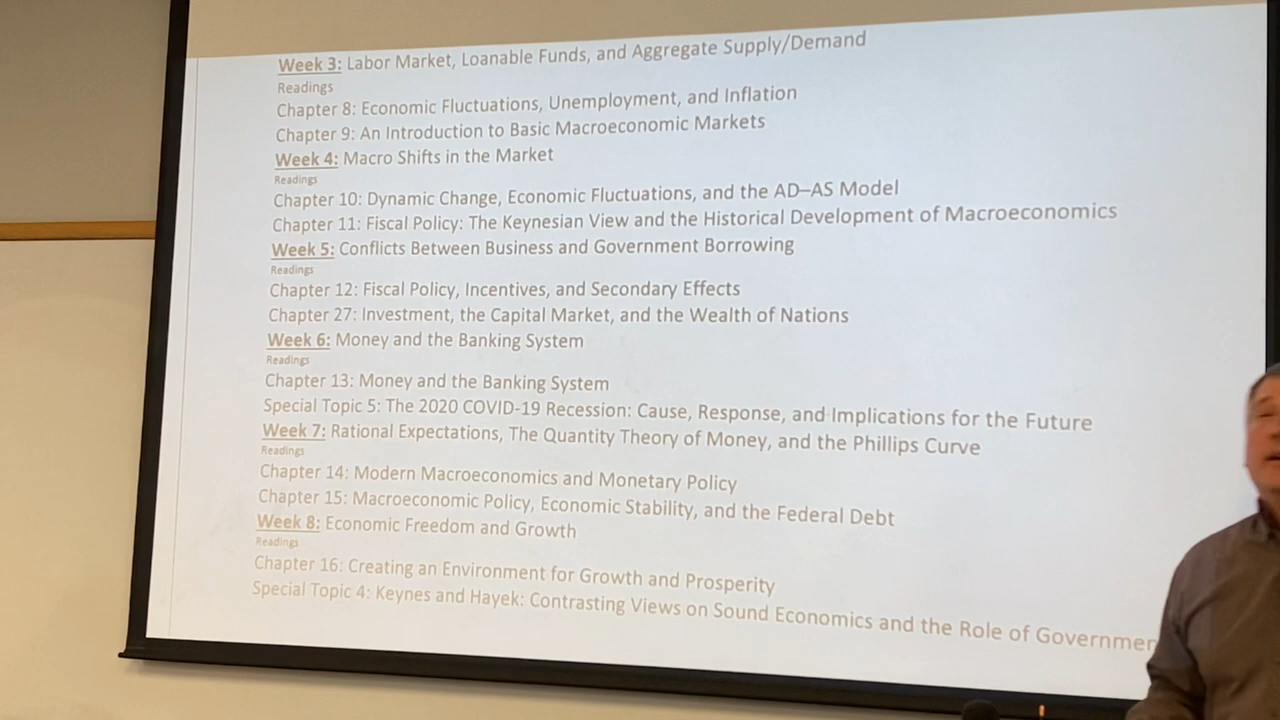 Week 3: Labor Market, Loanable Funds, and Aggregate Supply/Demand
Readings
Chapter 8: Economic Fluctuations, Unemployment, and Inflation
Chapter 9: An Introduction to Basic Macroeconomic Markets
Week 4: Macro Shifts in the Market
Readings
Chapter 10: Dynamic Change, Economic Fluctuations, and the AD–AS Model
Chapter 11: Fiscal Policy: The Keynesian View and the Historical Development of Macroeconomics
Week 5: Conflicts Between Business and Government Borrowing
Readings
Chapter 12: Fiscal Policy, Incentives, and Secondary Effects
Chapter 27: Investment, the Capital Market, and the Wealth of Nations
Week 6: Money and the Banking System
Readings
Chapter 13: Money and the Banking System
Special Topic 5: The 2020 COVID-19 Recession: Cause, Response, and Implications for the Future
Week 7: Rational Expectations, The Quantity Theory of Money, and the Phillips Curve
Readings
Chapter 14: Modern Macroeconomics and Monetary Policy
Chapter 15: Macroeconomic Policy, Economic Stability, and the Federal Debt
Week 8: Economic Freedom and Growth
Readings
Chapter 16: Creating an Environment for Growth and Prosperity
Special Topic 4: Keynes and Hayek: Contrasting Views on Sound Economics and the Role of Governmen